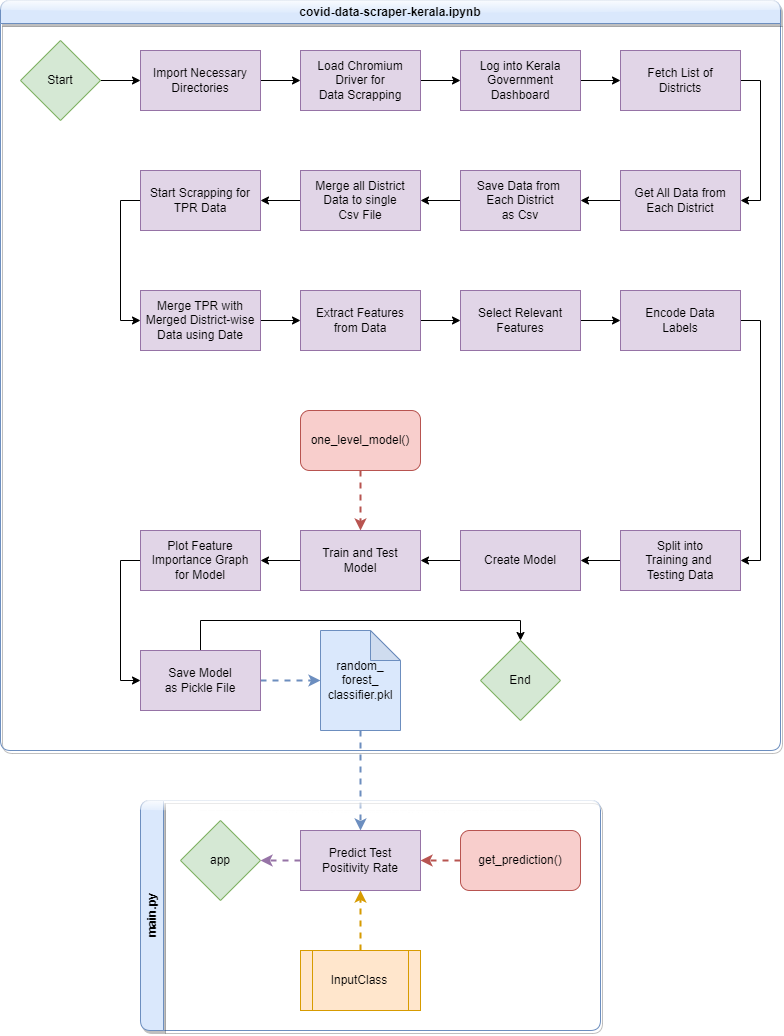 covid-data-scraper-kerala.ipynb
Start
Import Necessary
Directories
Load Chromium
Driver for
Data Scrapping
Log into Kerala
Government
Dashboard
Fetch List of
Districts
Start Scrapping for
TPR Data
Merge all District
Data to single
Csv File
Save Data from
Each District
as Csv
Get All Data from
Each District
Merge TPR with
Merged District-wise
Data using Date
Extract Features
from Data
Select Relevant
Features
Encode Data
Labels
one_level_model()
Plot Feature
Importance Graph
for Model
Train and Test
Model
Create Model
Split into
Training and
Testing Data
Save Model
as Pickle File
random_
forest_
classifier.pkl
End
main.py
app
Predict Test
Positivity Rate
get_prediction()
InputClass